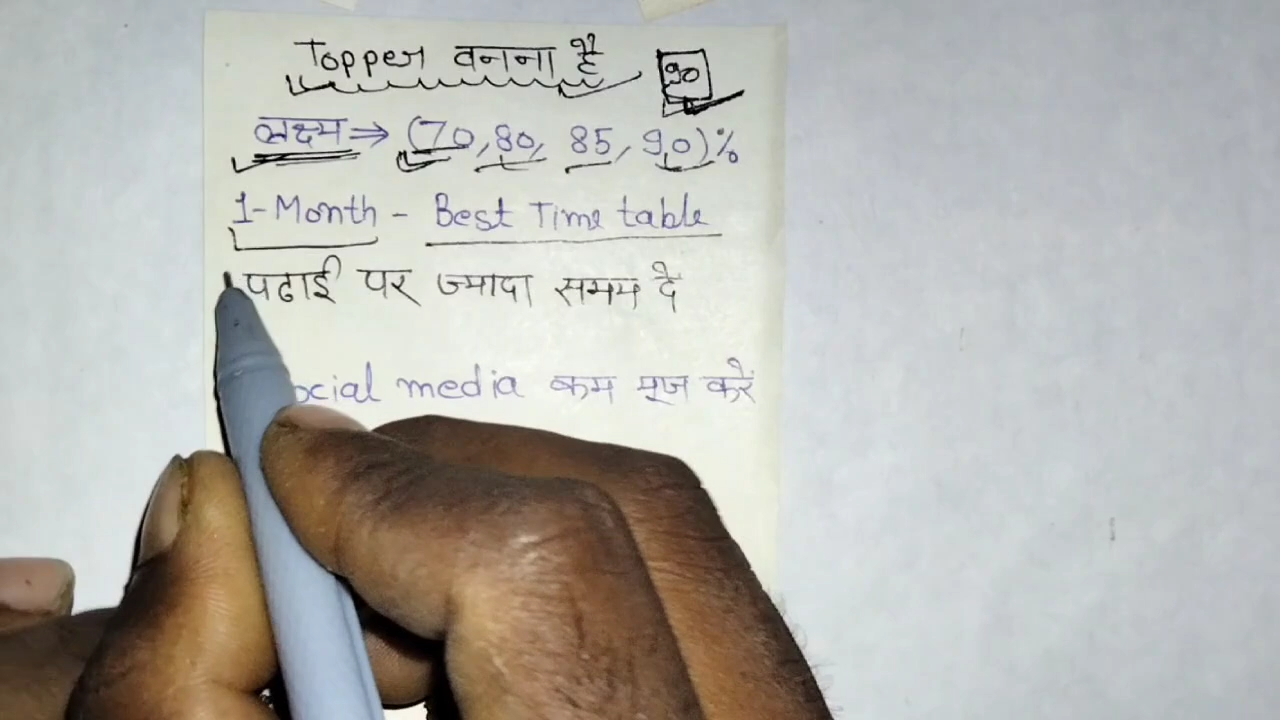 Topper बनना है 90
लक्ष्य ⇒ (70, 80, 85, 90)%
1-Month - Best Time table
पढाई पर ज्यादा समय दे
ocial media कम यूज करें